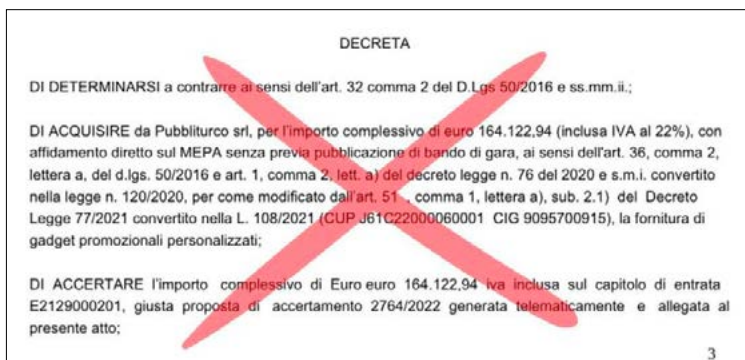 DECRETA
DI DETERMINARSI a contrarre ai sensi dell'art. 32 comma 2 del D.Lgs 50/2016 e ss.mm.ii.;
DI ACQUISIRE da Pubbliturco srl, per l'importo complessivo di euro 164.122,94 (inclusa IVA al 22%), con
affidamento diretto sul MEPA senza previa pubblicazione di bando di gara, ai sensi dell'art. 36, comma 2,
lettera a, del d.lgs. 50/2016 e art. 1, comma 2, lett. a) del decreto legge n. 76 del 2020 e s.m.i. convertito
nella legge n. 120/2020, per come modificato dall'art. 51 , comma 1, lettera a), sub. 2.1) del Decreto
Legge 77/2021 convertito nella L. 108/2021 (CUP J61C22000060001 CIG 9095700915), la fornitura di
gadget promozionali personalizzati;
DI ACCERTARE l'importo complessivo di Euro euro 164.122,94 iva inclusa sul capitolo di entrata
E2129000201, giusta proposta di accertamento 2764/2022 generata telematicamente e allegata al
presente atto;
3